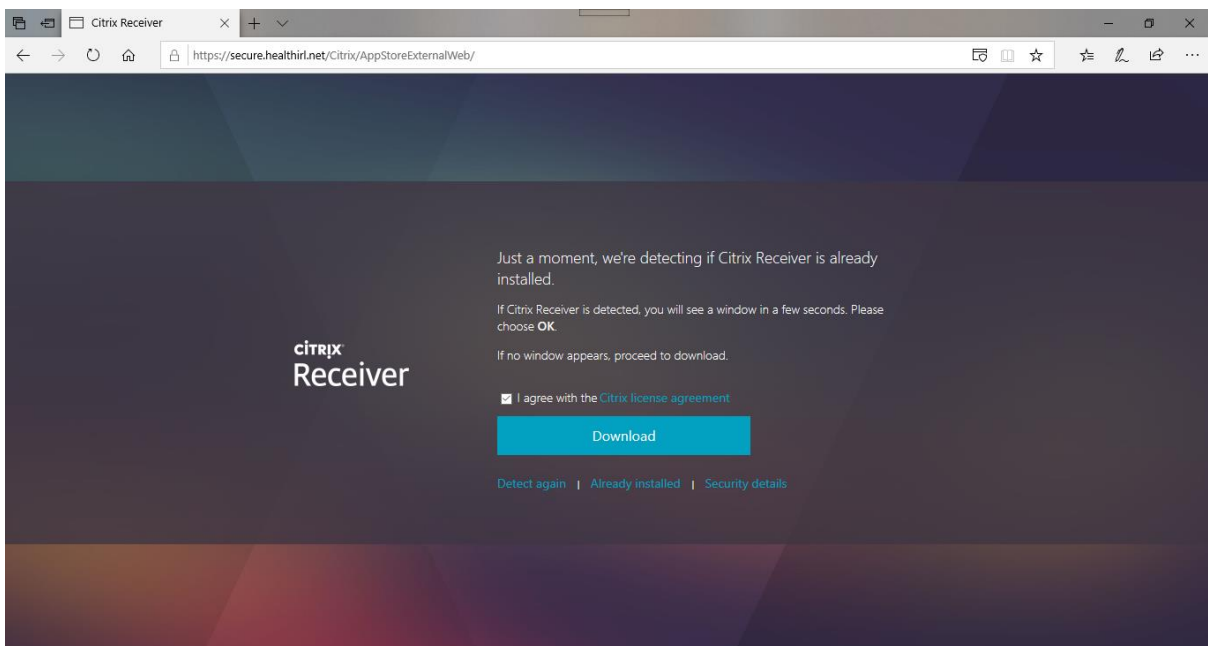 Citrix Receiver
https://secure.healthirl.net/Citrix/AppStoreExternalWeb/
Just a moment, we're detecting if Citrix Receiver is already
installed.
If Citrix Receiver is detected, you will see a window in a few seconds. Please
choose OK.
CİTRIX
Receiver
If no window appears, proceed to download.
I agree with the Citrix license agreement
Download
Detect again | Already installed | Security details